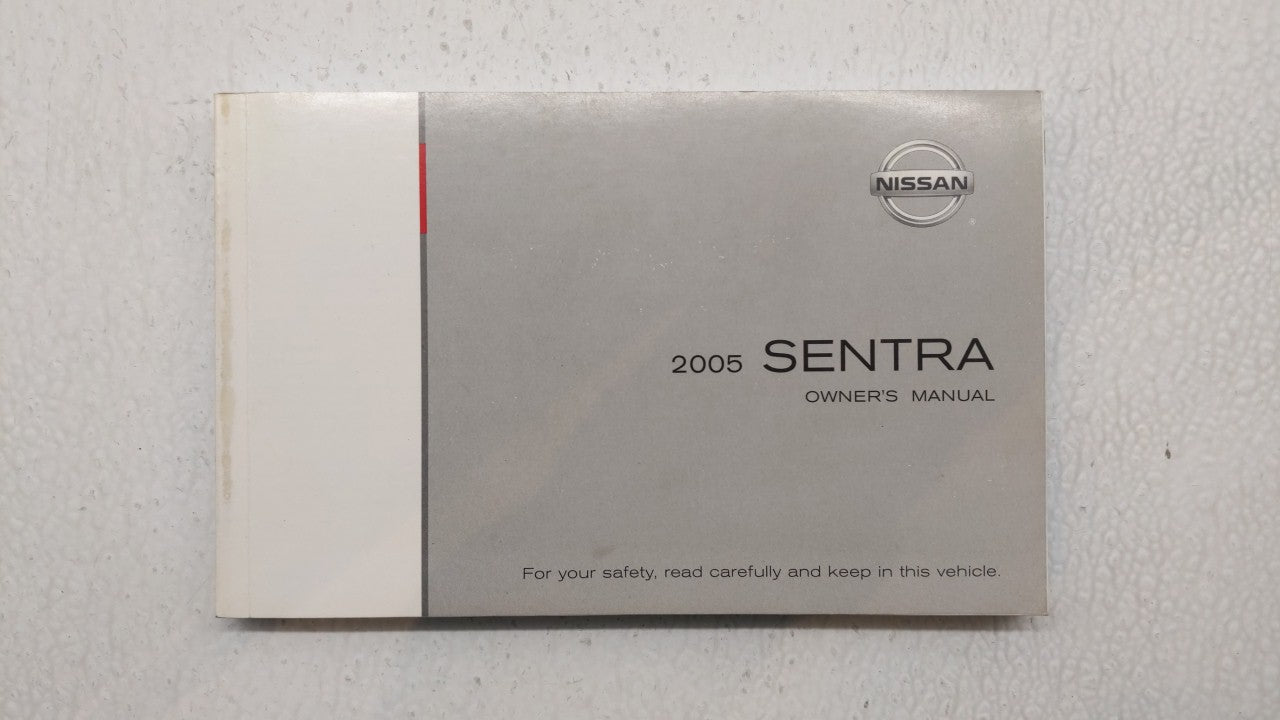 NISSAN
®
2005 SENTRA
OWNER'S MANUAL
For your safety, read carefully and keep in this vehicle.